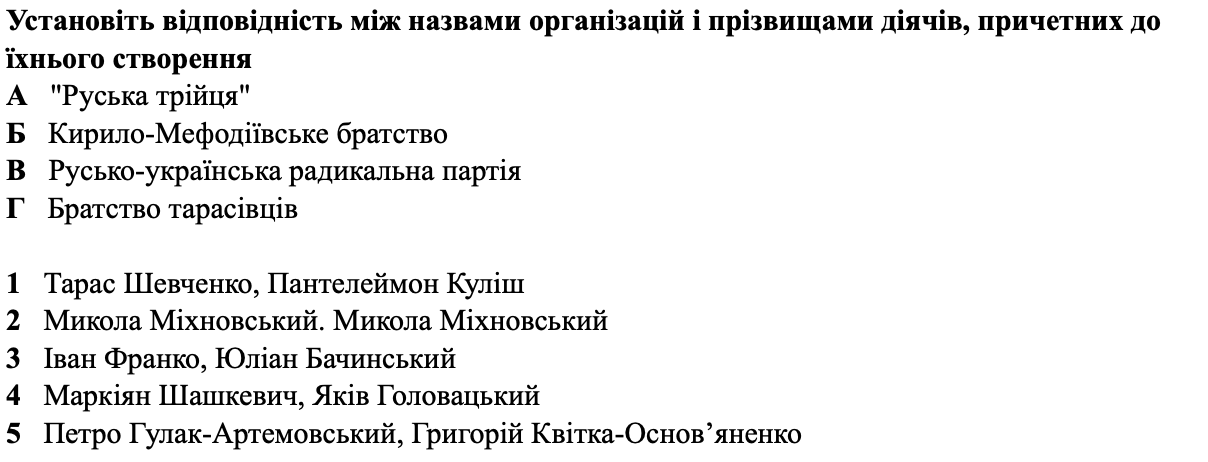 Установіть відповідність між назвами організацій і прізвищами діячів, причетних до
їхнього створення
А "Руська трійця"
Б Кирило-Мефодіївське братство
В Русько-українська радикальна партія
Г Братство тарасівців
1 Тарас Шевченко, Пантелеймон Куліш
2 Микола Міхновський. Микола Міхновський
3 Іван Франко, Юліан Бачинський
4 Маркіян Шашкевич, Яків Головацький
5 Петро Гулак-Артемовський, Григорій Квітка-Основ’яненко